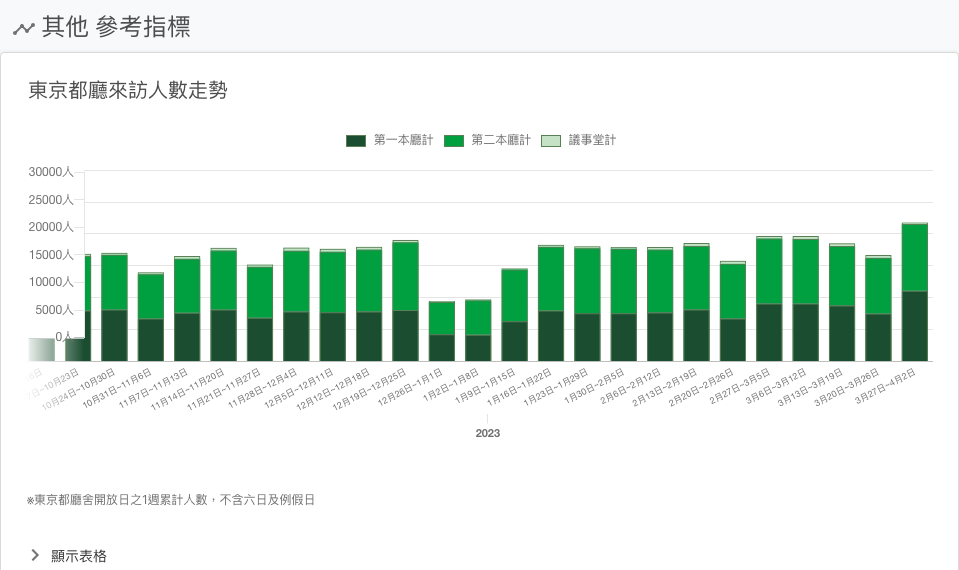 其他 參考指標
東京都廳來訪人數走勢
第一本廳計 第二本廳計 議事堂計
30000人
25000人
20000人
15000人
10000人
5000人
0人
10月24日~10月30日
10月31日~11月6日
11月7日~11月13日
11月14日~11月20日
11月21日~11月27日
11月28日~12月4日
12月5日~12月11日
12月12日~12月18日
12月19日~12月25日
12月26日~1月1日
1月2日~1月8日
1月9日~1月15日
1月16日~1月22日
1月23日~1月29日
1月30日~2月5日
2月6日~2月12日
2月13日~2月19日
2月20日~2月26日
2月27日~3月5日
3月6日~3月12日
3月13日~3月19日
3月20日~3月26日
3月27日~4月2日
2023
※東京都廳舍開放日之1週累計人數，不含六日及例假日
顯示表格